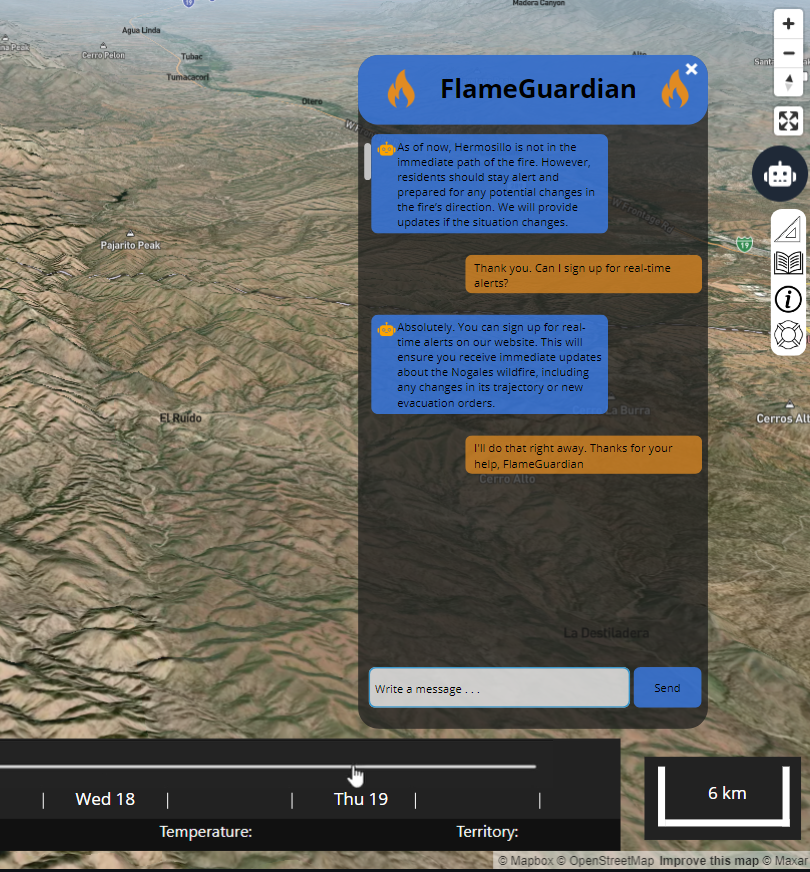 Madera Canyon
Agua Linda
Cerro Pelon
Tubac
Tumacacori
Otero
Pajarito Peak
El Ruido
FlameGuardian
As of now, Hermosillo is not in the
immediate path of the fire. However,
residents should stay alert and
prepared for any potential changes in
the fire's direction. We will provide
updates if the situation changes.
19
Thank you. Can I sign up for real-time
alerts?
Absolutely. You can sign up for real-
time alerts on our website. This will
ensure you receive immediate updates
about the Nogales wildfire, including
any changes in its trajectory or new
evacuation orders.
La Burra
Cerros Alt
I'll do that right away. Thanks for your
help, FlameGuardian
Cerro Alto
La Destiladera
Write a message . . .
Send
Wed 18
Thu 19
6 km
Temperature:
Territory:
© Mapbox © OpenStreetMap Improve this map © Maxar